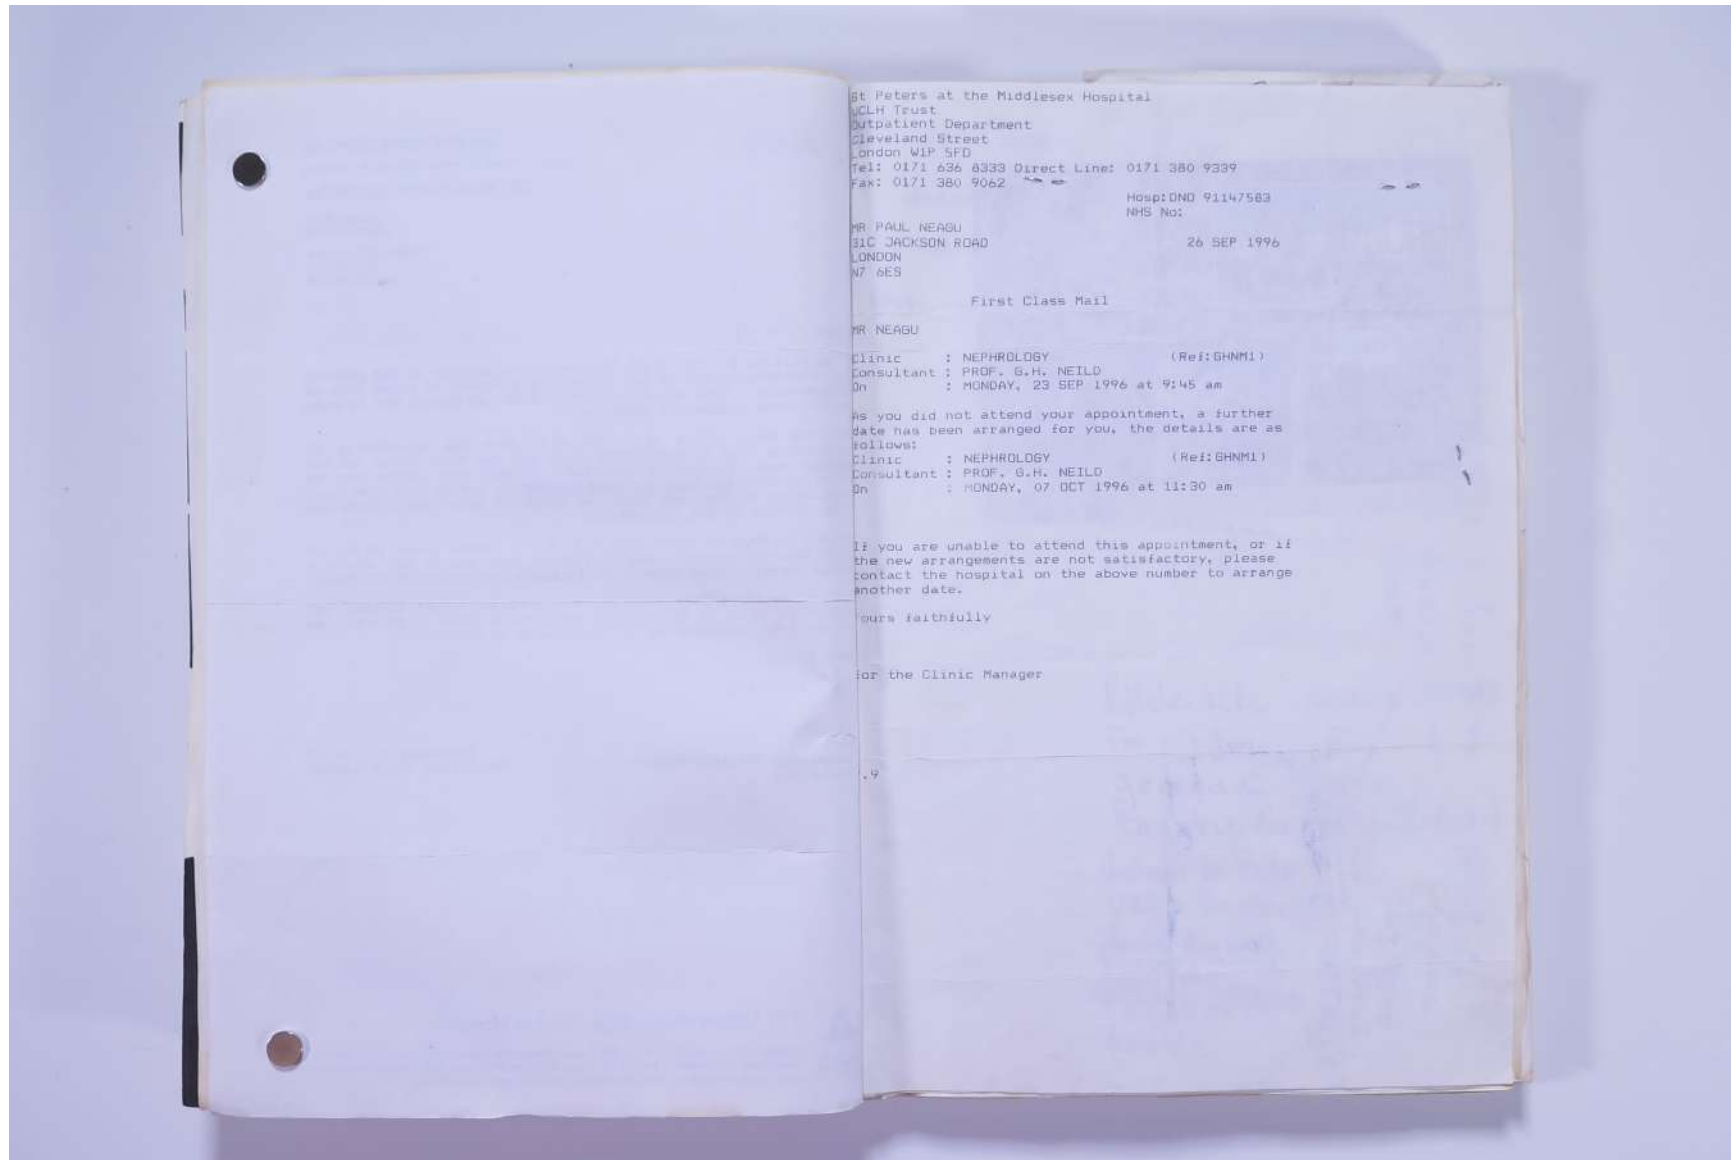 St Peters at the Middlesex Hospital
UCLH Trust
Outpatient Department
Cleveland Street
London W1P 5FD
Tel: 0171 636 8333 Direct Line: 0171 380 9339
Fax: 0171 380 9062
Hosp:DNO 91147583
NHS No:
MR PAUL NEAGU
31C JACKSON ROAD 26 SEP 1996
LONDON
N7 6ES
First Class Mail
MR NEAGU
Clinic : NEPHROLOGY (Ref:GHNM1)
Consultant : PROF. G.H. NEILD
On : MONDAY, 23 SEP 1996 at 9:45 am
As you did not attend your appointment, a further
date has been arranged for you, the details are as
follows:
Clinic : NEPHROLOGY (Ref:GHNM1)
Consultant : PROF. G.H. NEILD
On : MONDAY, 07 OCT 1996 at 11:30 am
If you are unable to attend this appointment, or if
the new arrangements are not satisfactory, please
contact the hospital on the above number to arrange
another date.
Yours faithfully
For the Clinic Manager
.9